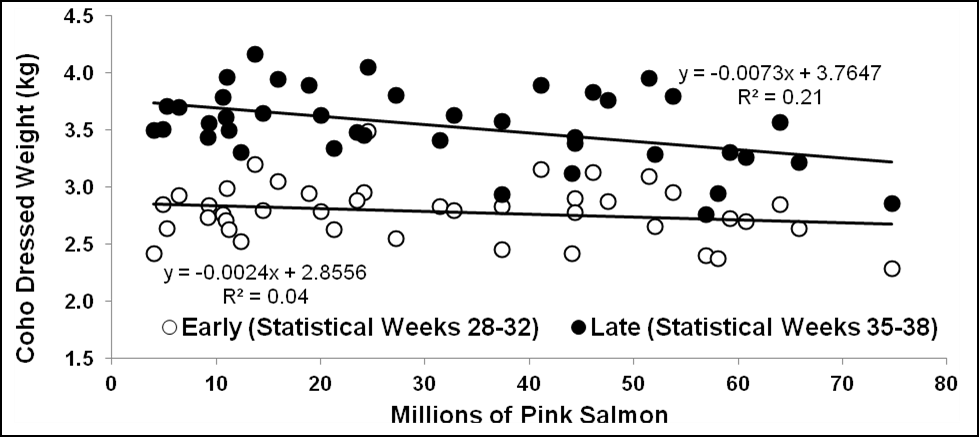 4.5
4.0
3.5
3.0
2.5
2.0
1.5
Coho Dressed Weight (kg)
y = -0.0073x + 3.7647
R² = 0.21
y = -0.0024x + 2.8556
R² = 0.04
Early (Statistical Weeks 28-32) Late (Statistical Weeks 35-38)
0 10 20 30 40 50 60 70 80
Millions of Pink Salmon